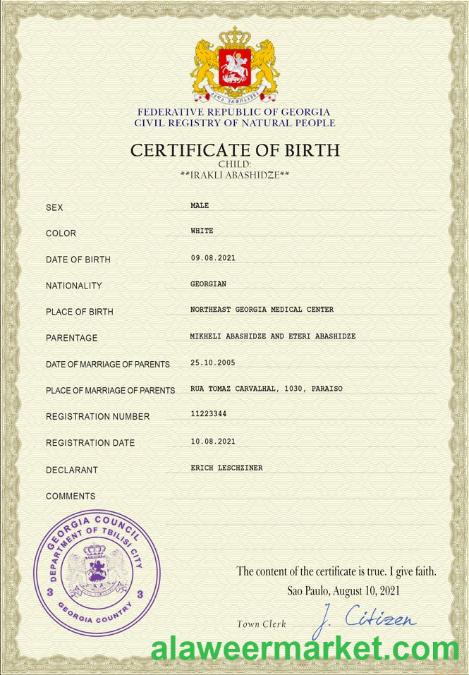 FEDERATIVE REPUBLIC OF GEORGIA
CIVIL REGISTRY OF NATURAL PEOPLE
CERTIFICATE OF BIRTH
CHILD:
**IRAKLI ABASHIDZE**
SEX MALE
COLOR WHITE
DATE OF BIRTH 09.08.2021
NATIONALITY GEORGIAN
PLACE OF BIRTH NORTHEAST GEORGIA MEDICAL CENTER
PARENTAGE MIKHELI ABASHIDZE AND ETERI ABASHIDZE
DATE OF MARRIAGE OF PARENTS 25.10.2005
PLACE OF MARRIAGE OF PARENTS RUA TOMAZ CARVALHAL, 1030, PARAISO
REGISTRATION NUMBER 11223344
REGISTRATION DATE 10.08.2021
DECLARANT ERICH LESCHZINER
COMMENTS
GEORGIA COUNCIL
DEPARTMENT OF TBILISI CITY
3 3
GEORGIA COUNTRY
The content of the certificate is true. I give faith.
Sao Paulo, August 10, 2021
Town Clerk J. Citizen
alaweermarket.com